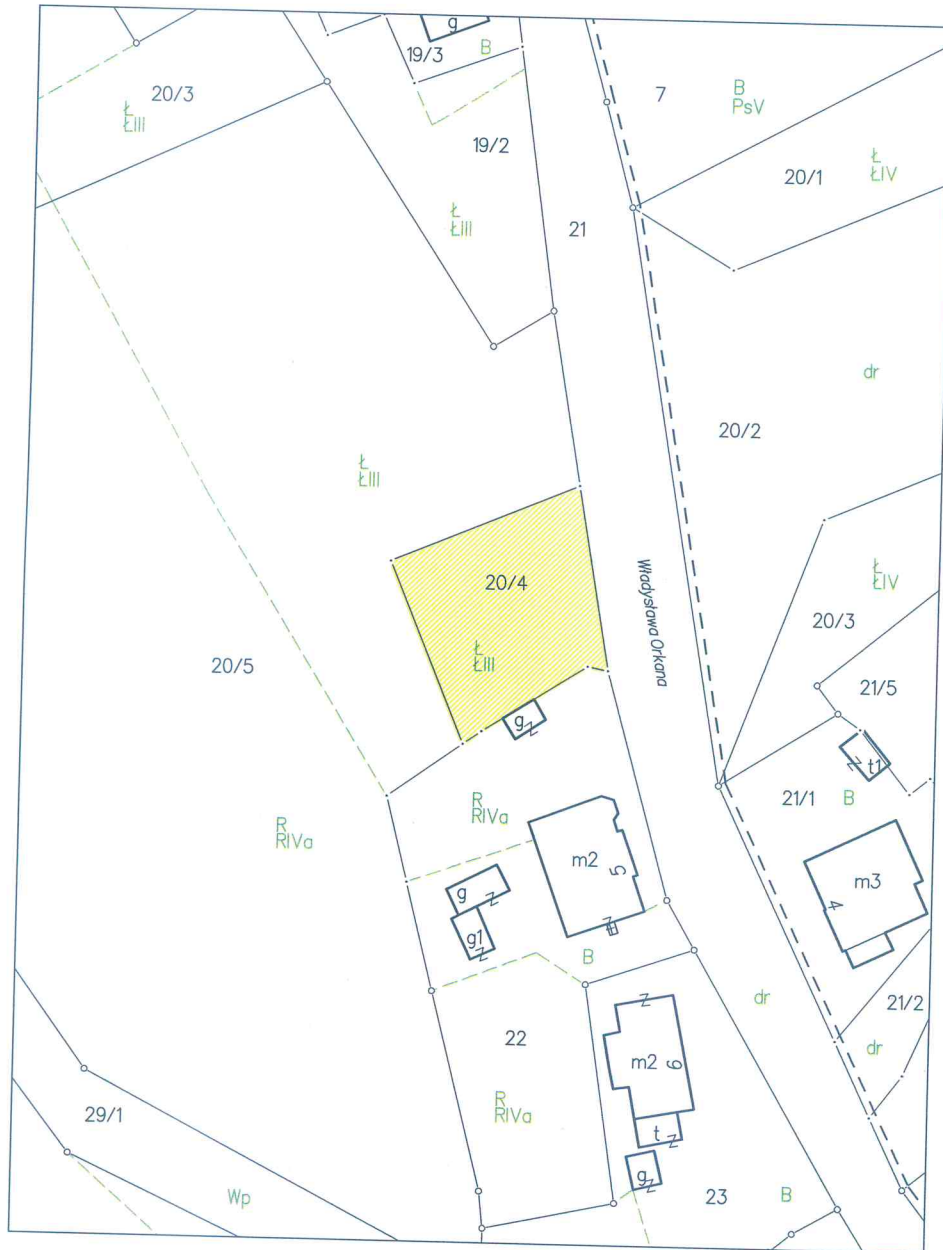 g
19/3
B
20/3
Ł
ŁIII
7
B
PsV
19/2
Ł
ŁIV
20/1
Ł
ŁIII
21
dr
20/2
Ł
ŁIII
20/4
Władysława Orkana
Ł
ŁIV
20/3
Ł
ŁIII
20/5
21/5
g
z
z
t1
21/1
B
R
RIVa
R
RIVa
m2
5
m3
4
g
z
g1
z
z
B
dr
21/2
z
22
m2
6
dr
R
RIVa
29/1
t
z
g
z
Wp
23
B